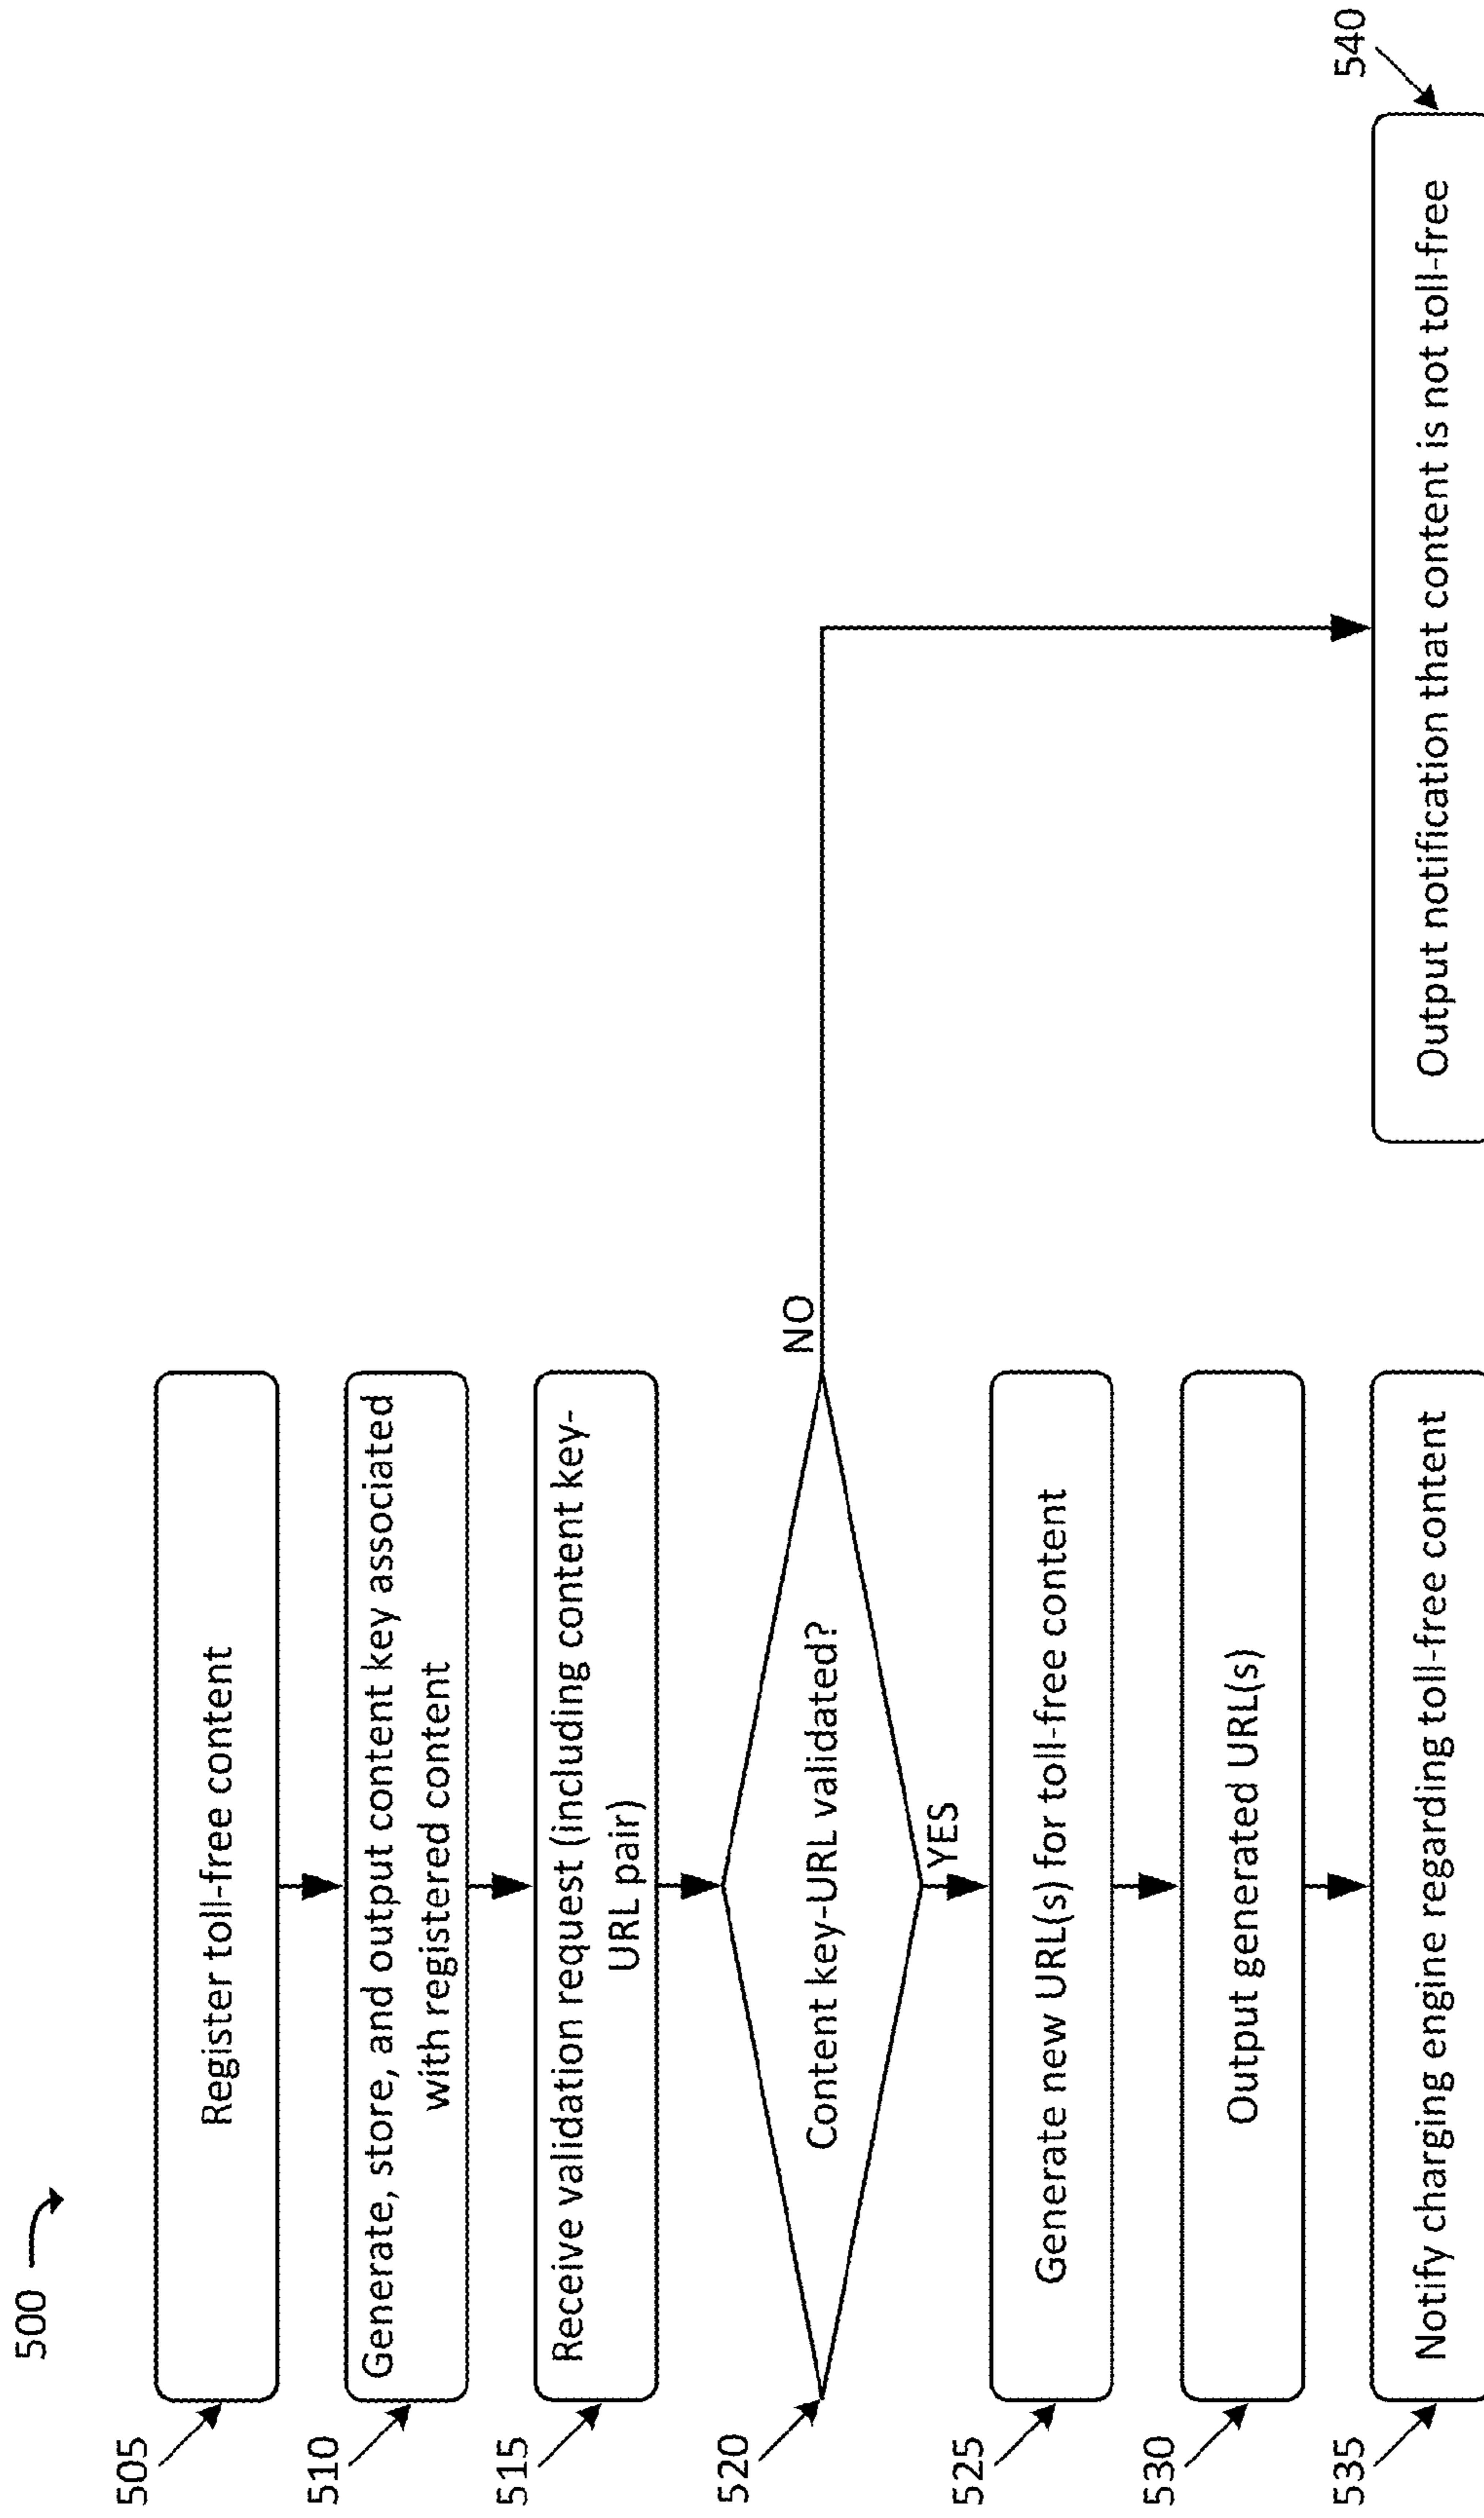 500
505
Register toll-free content
510
Generate, store, and output content key associated
with registered content
515
Receive validation request (including content key-
URL pair)
520
Content key-URL validated?
NO
YES
525
Generate new URL(s) for toll-free content
530
Output generated URL(s)
535
Notify charging engine regarding toll-free content
540
Output notification that content is not toll-free